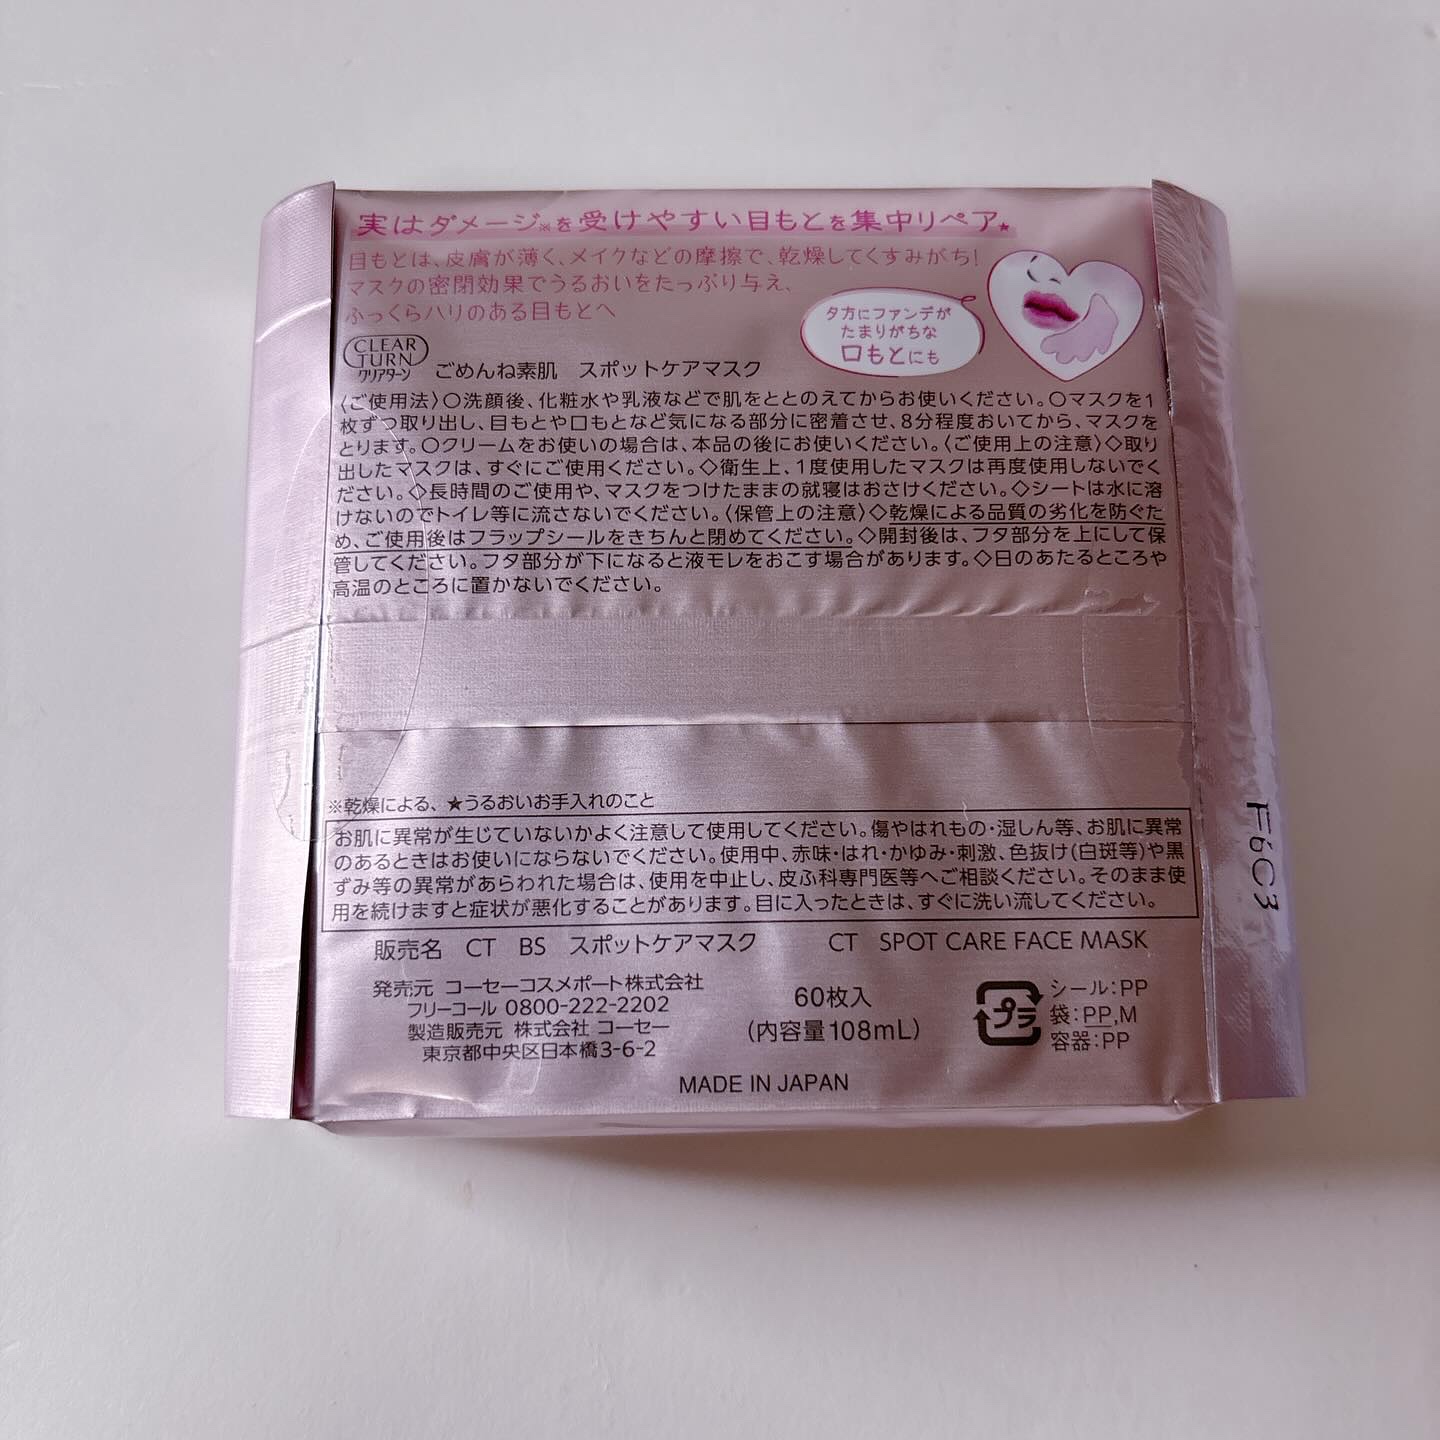 実はダメージ※を受けやすい目もとを集中リペア★
目もとは、皮膚が薄く、メイクなどの摩擦で、乾燥してくすみがち!
マスクの密閉効果でうるおいをたっぷり与え、
ふっくらハリのある目もとへ
夕方にファンデが
たまりがちな
口もとにも
CLEAR
TURN
クリアターン
ごめんね素肌 スポットケアマスク
〈ご使用法〉○洗顔後、化粧水や乳液などで肌をととのえてからお使いください。○マスクを1
枚ずつ取り出し、目もとや口もとなど気になる部分に密着させ、8分程度おいてから、マスクを
とります。○クリームをお使いの場合は、本品の後にお使いください。〈ご使用上の注意〉◇取り
出したマスクは、すぐにご使用ください。◇衛生上、1度使用したマスクは再度使用しないでく
ださい。◇長時間のご使用や、マスクをつけたままの就寝はおさけください。◇シートは水に溶
けないのでトイレ等に流さないでください。〈保管上の注意〉◇乾燥による品質の劣化を防ぐた
め、ご使用後はフラップシールをきちんと閉めてください。◇開封後は、フタ部分を上にして保
管してください。フタ部分が下になると液モレをおこす場合があります。◇日のあたるところや
高温のところに置かないでください。
※乾燥による、★うるおいお手入れのこと
お肌に異常が生じていないかよく注意して使用してください。傷やはれもの・湿しん等、お肌に異常
のあるときはお使いにならないでください。使用中、赤味・はれ・かゆみ・刺激、色抜け(白斑等)や黒
ずみ等の異常があらわれた場合は、使用を中止し、皮ふ科専門医等へご相談ください。そのまま使
用を続けますと症状が悪化することがあります。目に入ったときは、すぐに洗い流してください。
販売名 CT BS スポットケアマスク CT SPOT CARE FACE MASK
発売元 コーセーコスメポート株式会社
フリーコール 0800-222-2202
製造販売元 株式会社 コーセー
東京都中央区日本橋3-6-2
60枚入
(内容量108mL)
プラ
シール:PP
袋:PP,M
容器:PP
MADE IN JAPAN
F6C3